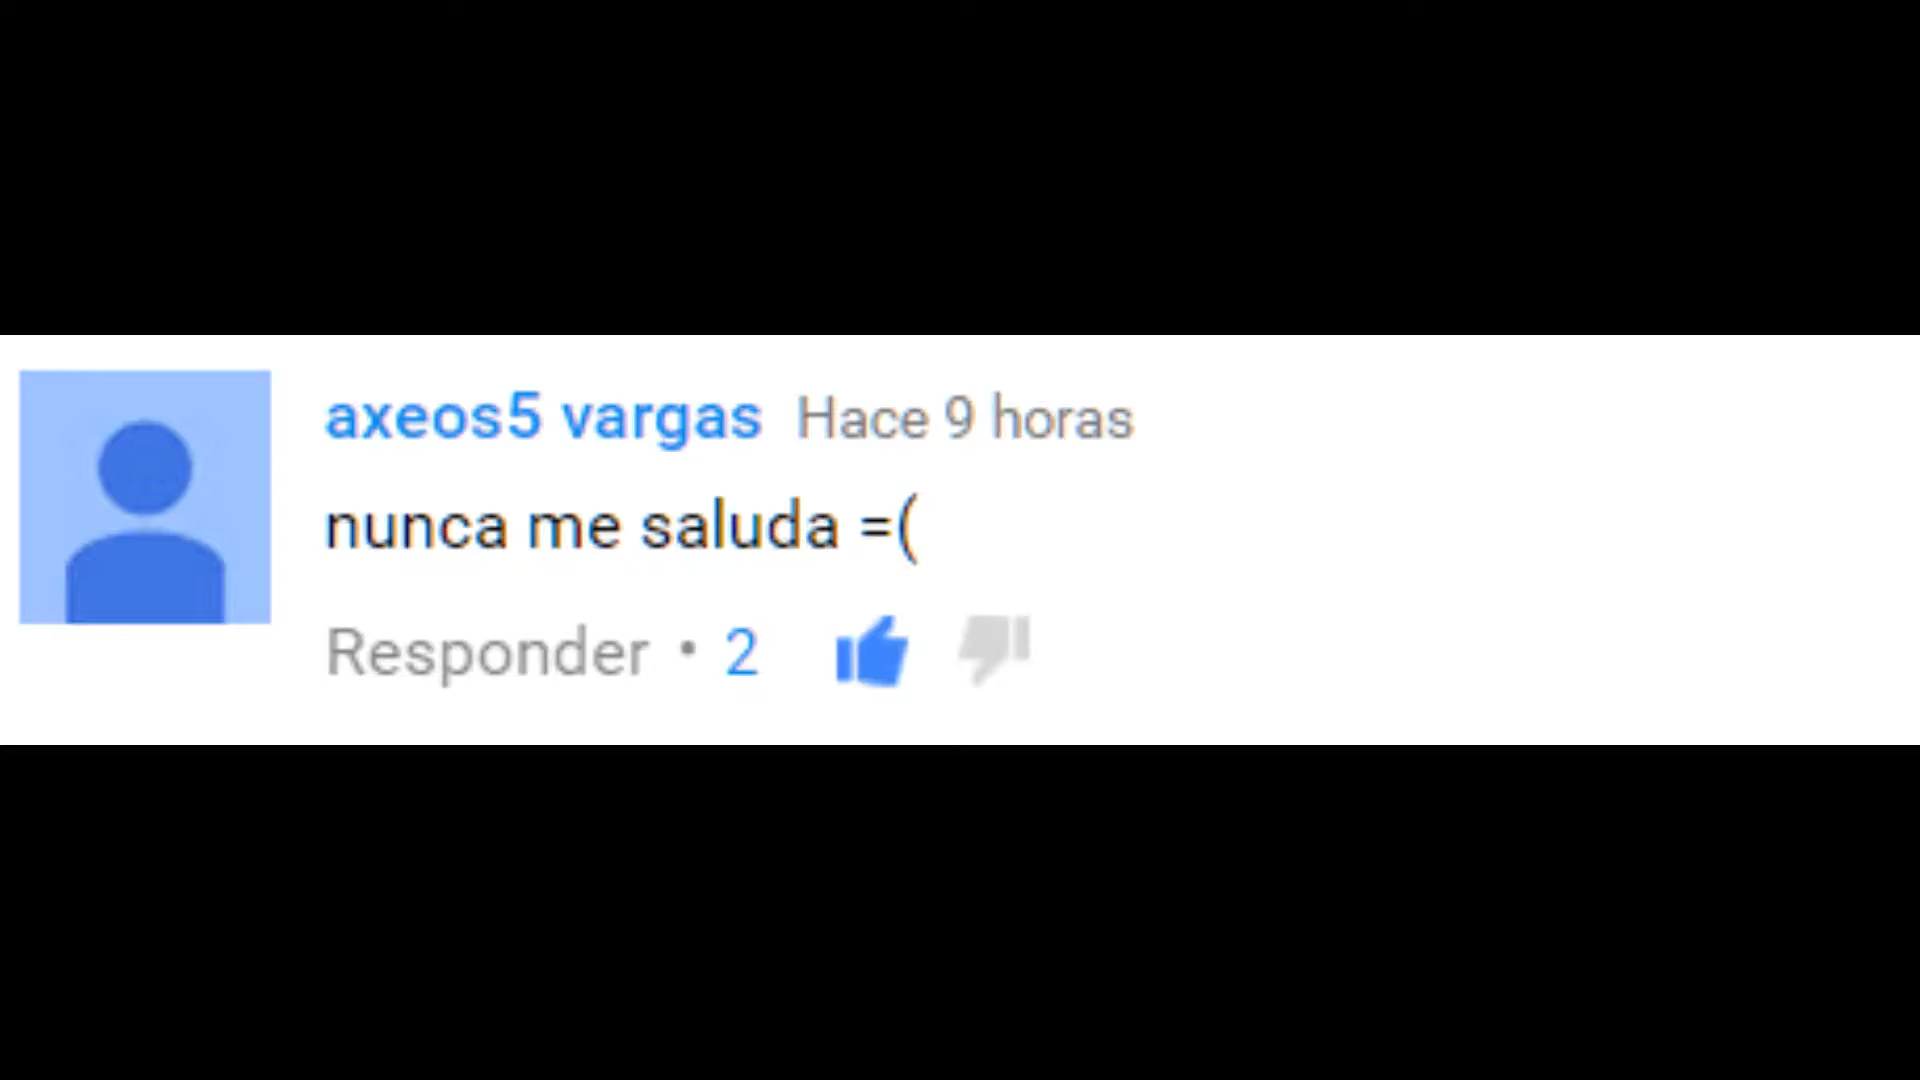 axeos5 vargas Hace 9 horas
nunca me saluda =(
Responder • 2